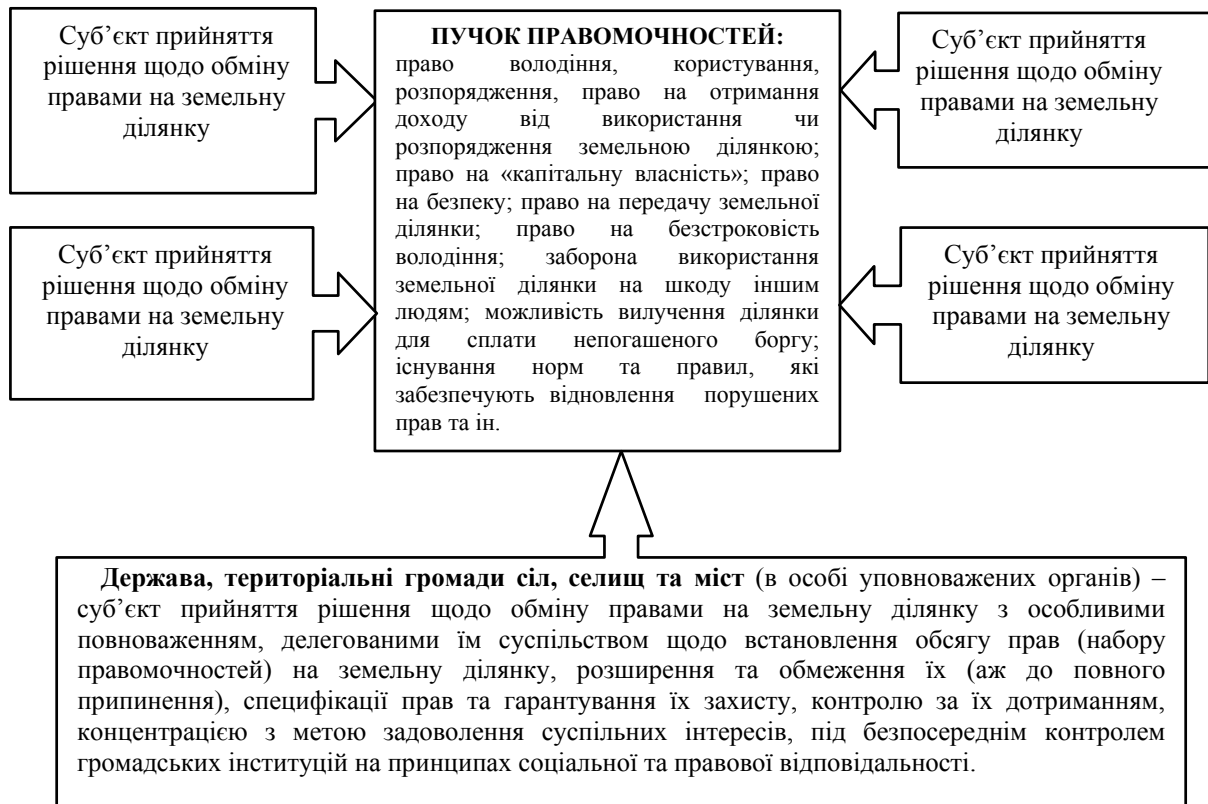 Суб’єкт прийняття
рішення щодо обміну
правами на земельну
ділянку
Суб’єкт прийняття
рішення щодо обміну
правами на земельну
ділянку
ПУЧОК ПРАВОМОЧНОСТЕЙ:
право володіння, користування,
розпорядження, право на отримання
доходу від використання чи
розпорядження земельною ділянкою;
право на «капітальну власність»; право
на безпеку; право на передачу земельної
ділянки; право на безстроковість
володіння; заборона використання
земельної ділянки на шкоду іншим
людям; можливість вилучення ділянки
для сплати непогашеного боргу;
існування норм та правил, які
забезпечують відновлення порушених
прав та ін.
Суб’єкт прийняття
рішення щодо обміну
правами на земельну
ділянку
Суб’єкт прийняття
рішення щодо обміну
правами на земельну
ділянку
Держава, територіальні громади сіл, селищ та міст (в особі уповноважених органів) –
суб’єкт прийняття рішення щодо обміну правами на земельну ділянку з особливими
повноваженням, делегованими їм суспільством щодо встановлення обсягу прав (набору
правомочностей) на земельну ділянку, розширення та обмеження їх (аж до повного
припинення), специфікації прав та гарантування їх захисту, контролю за їх дотриманням,
концентрацією з метою задоволення суспільних інтересів, під безпосереднім контролем
громадських інституцій на принципах соціальної та правової відповідальності.